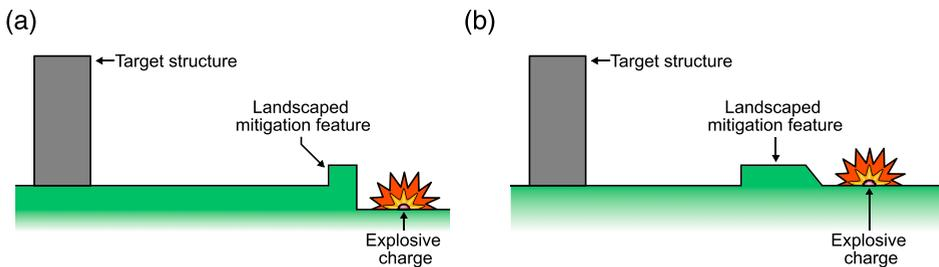 (a)
Target structure
Landscaped
mitigation feature
Explosive
charge
(b)
Target structure
Landscaped
mitigation feature
Explosive
charge